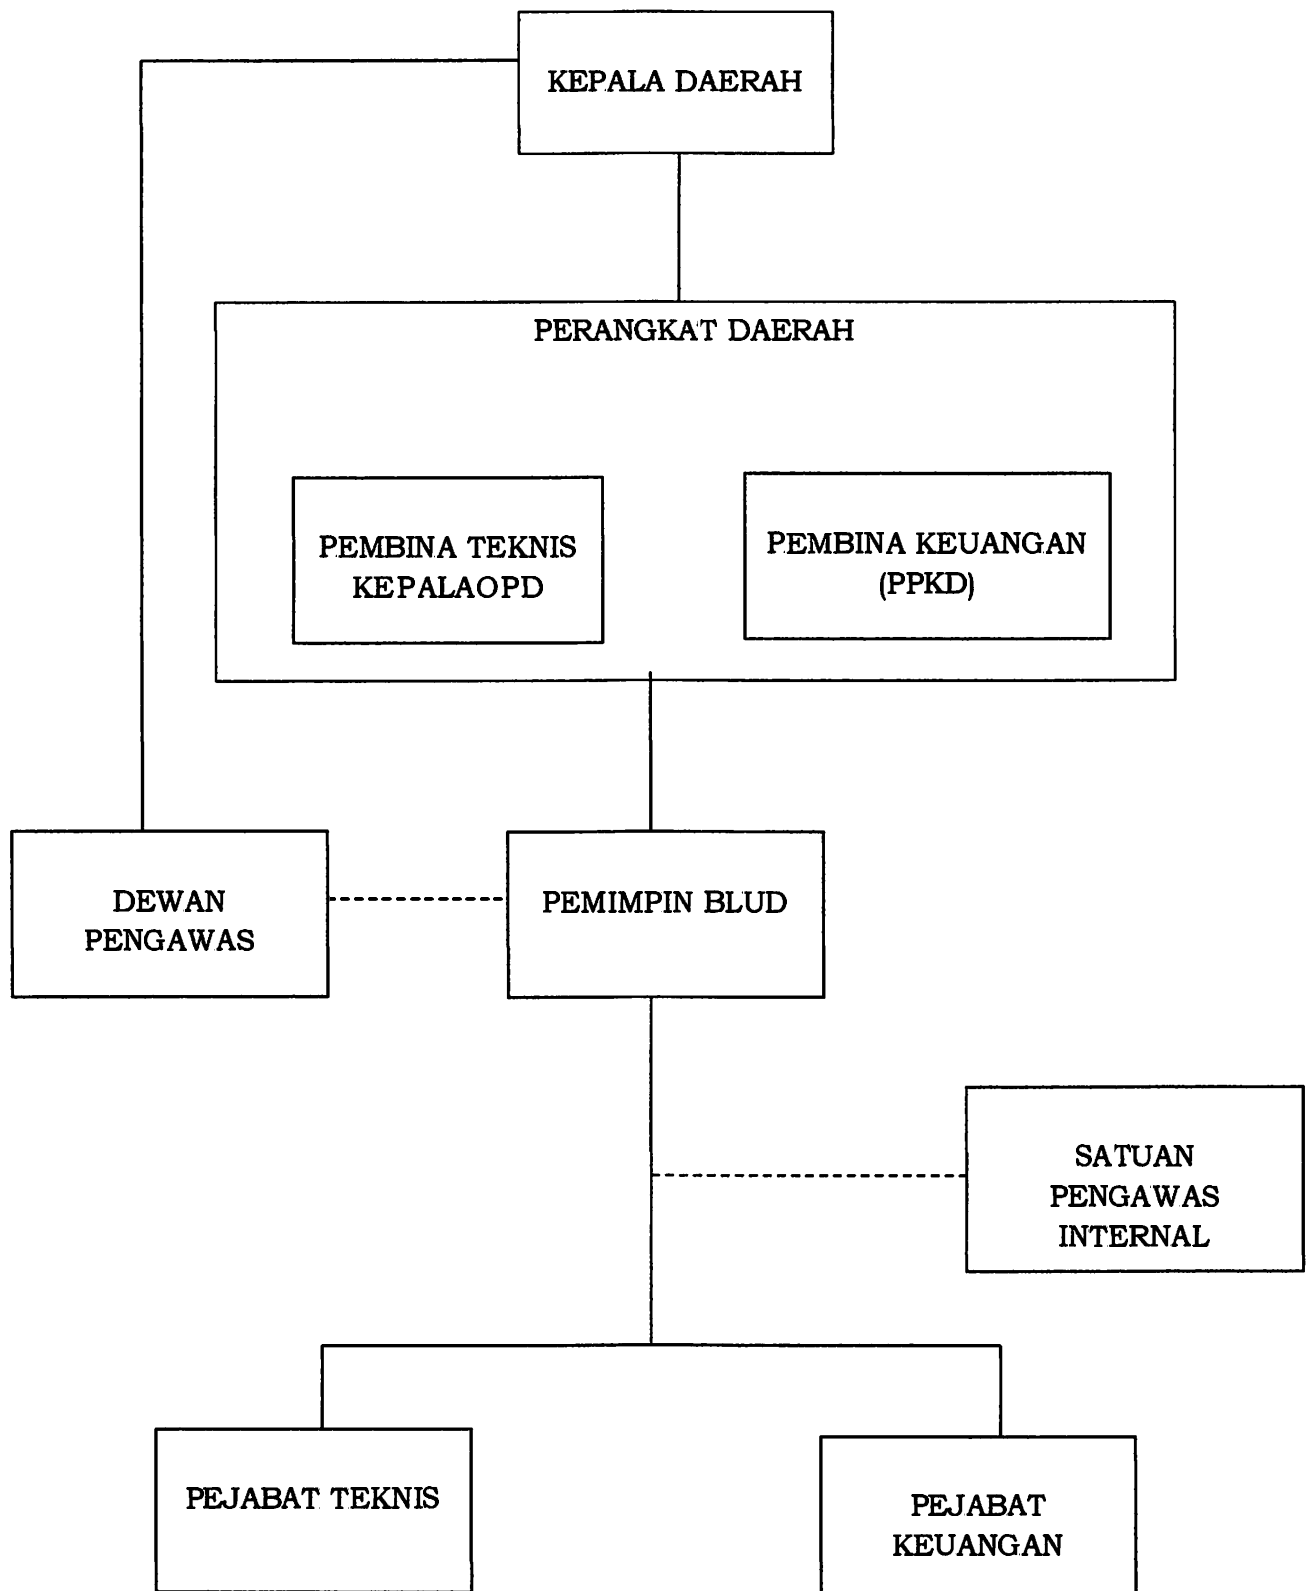 KEPALA DAERAH
PERANGKAT DAERAH
PEMBINA TEKNIS
KEPALAOPD
PEMBINA KEUANGAN
(PPKD)
DEWAN
PENGAWAS
PEMIMPIN BLUD
SATUAN
PENGAWAS
INTERNAL
PEJABAT TEKNIS
PEJABAT
KEUANGAN